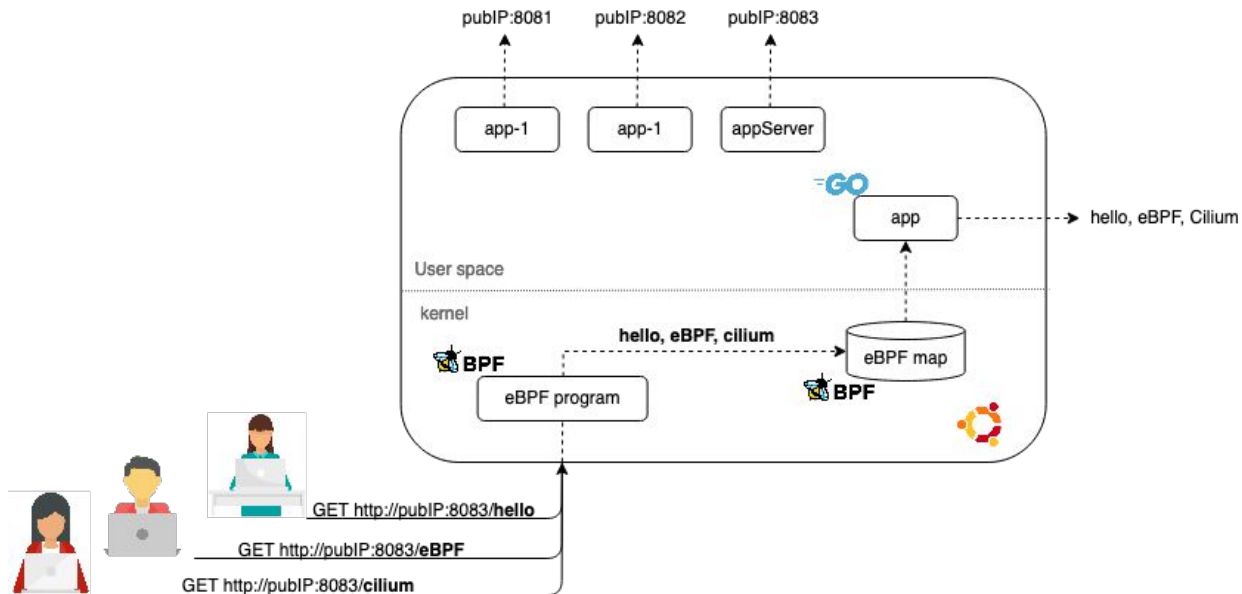 pubIP:8081
pubIP:8082
pubIP:8083
app-1
app-1
appServer
GO
app
hello, eBPF, Cilium
User space
kernel
hello, eBPF, cilium
BPF
eBPF map
BPF
eBPF program
GET http://pubIP:8083/hello
GET http://pubIP:8083/eBPF
GET http://pubIP:8083/cilium